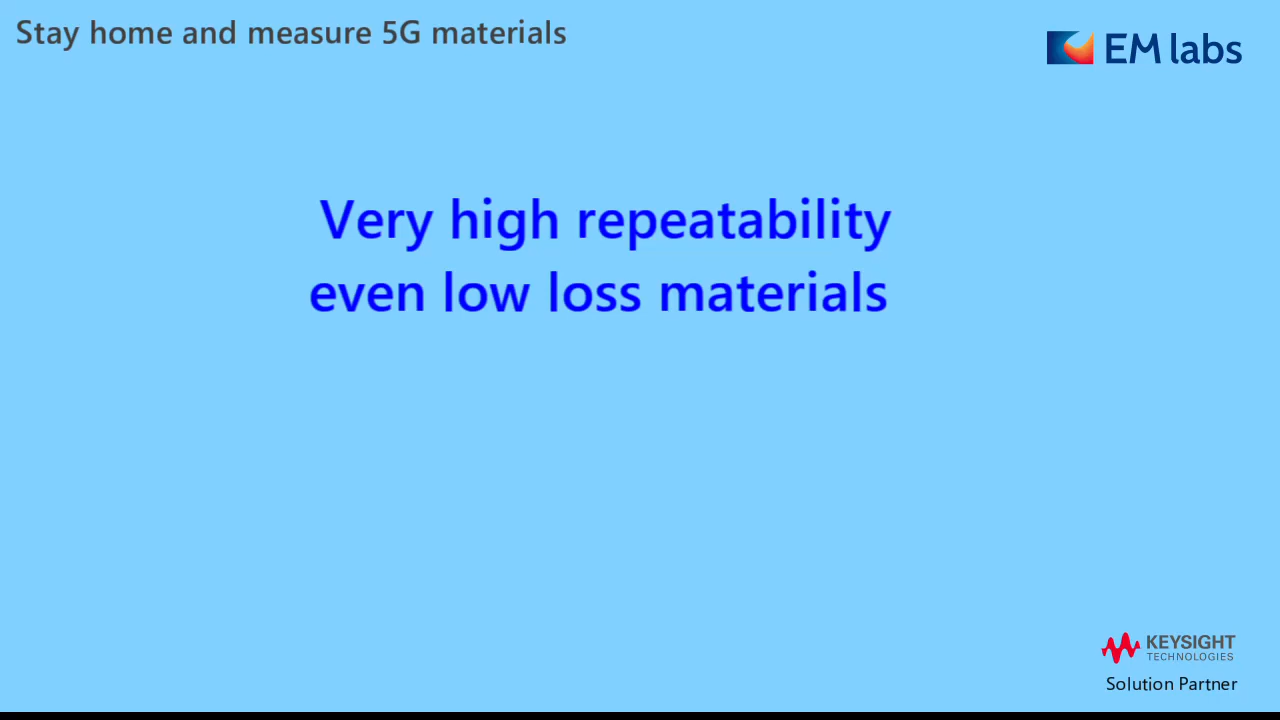 Stay home and measure 5G materials
EM labs
Very high repeatability
even low loss materials
KEYSIGHT
TECHNOLOGIES
Solution Partner